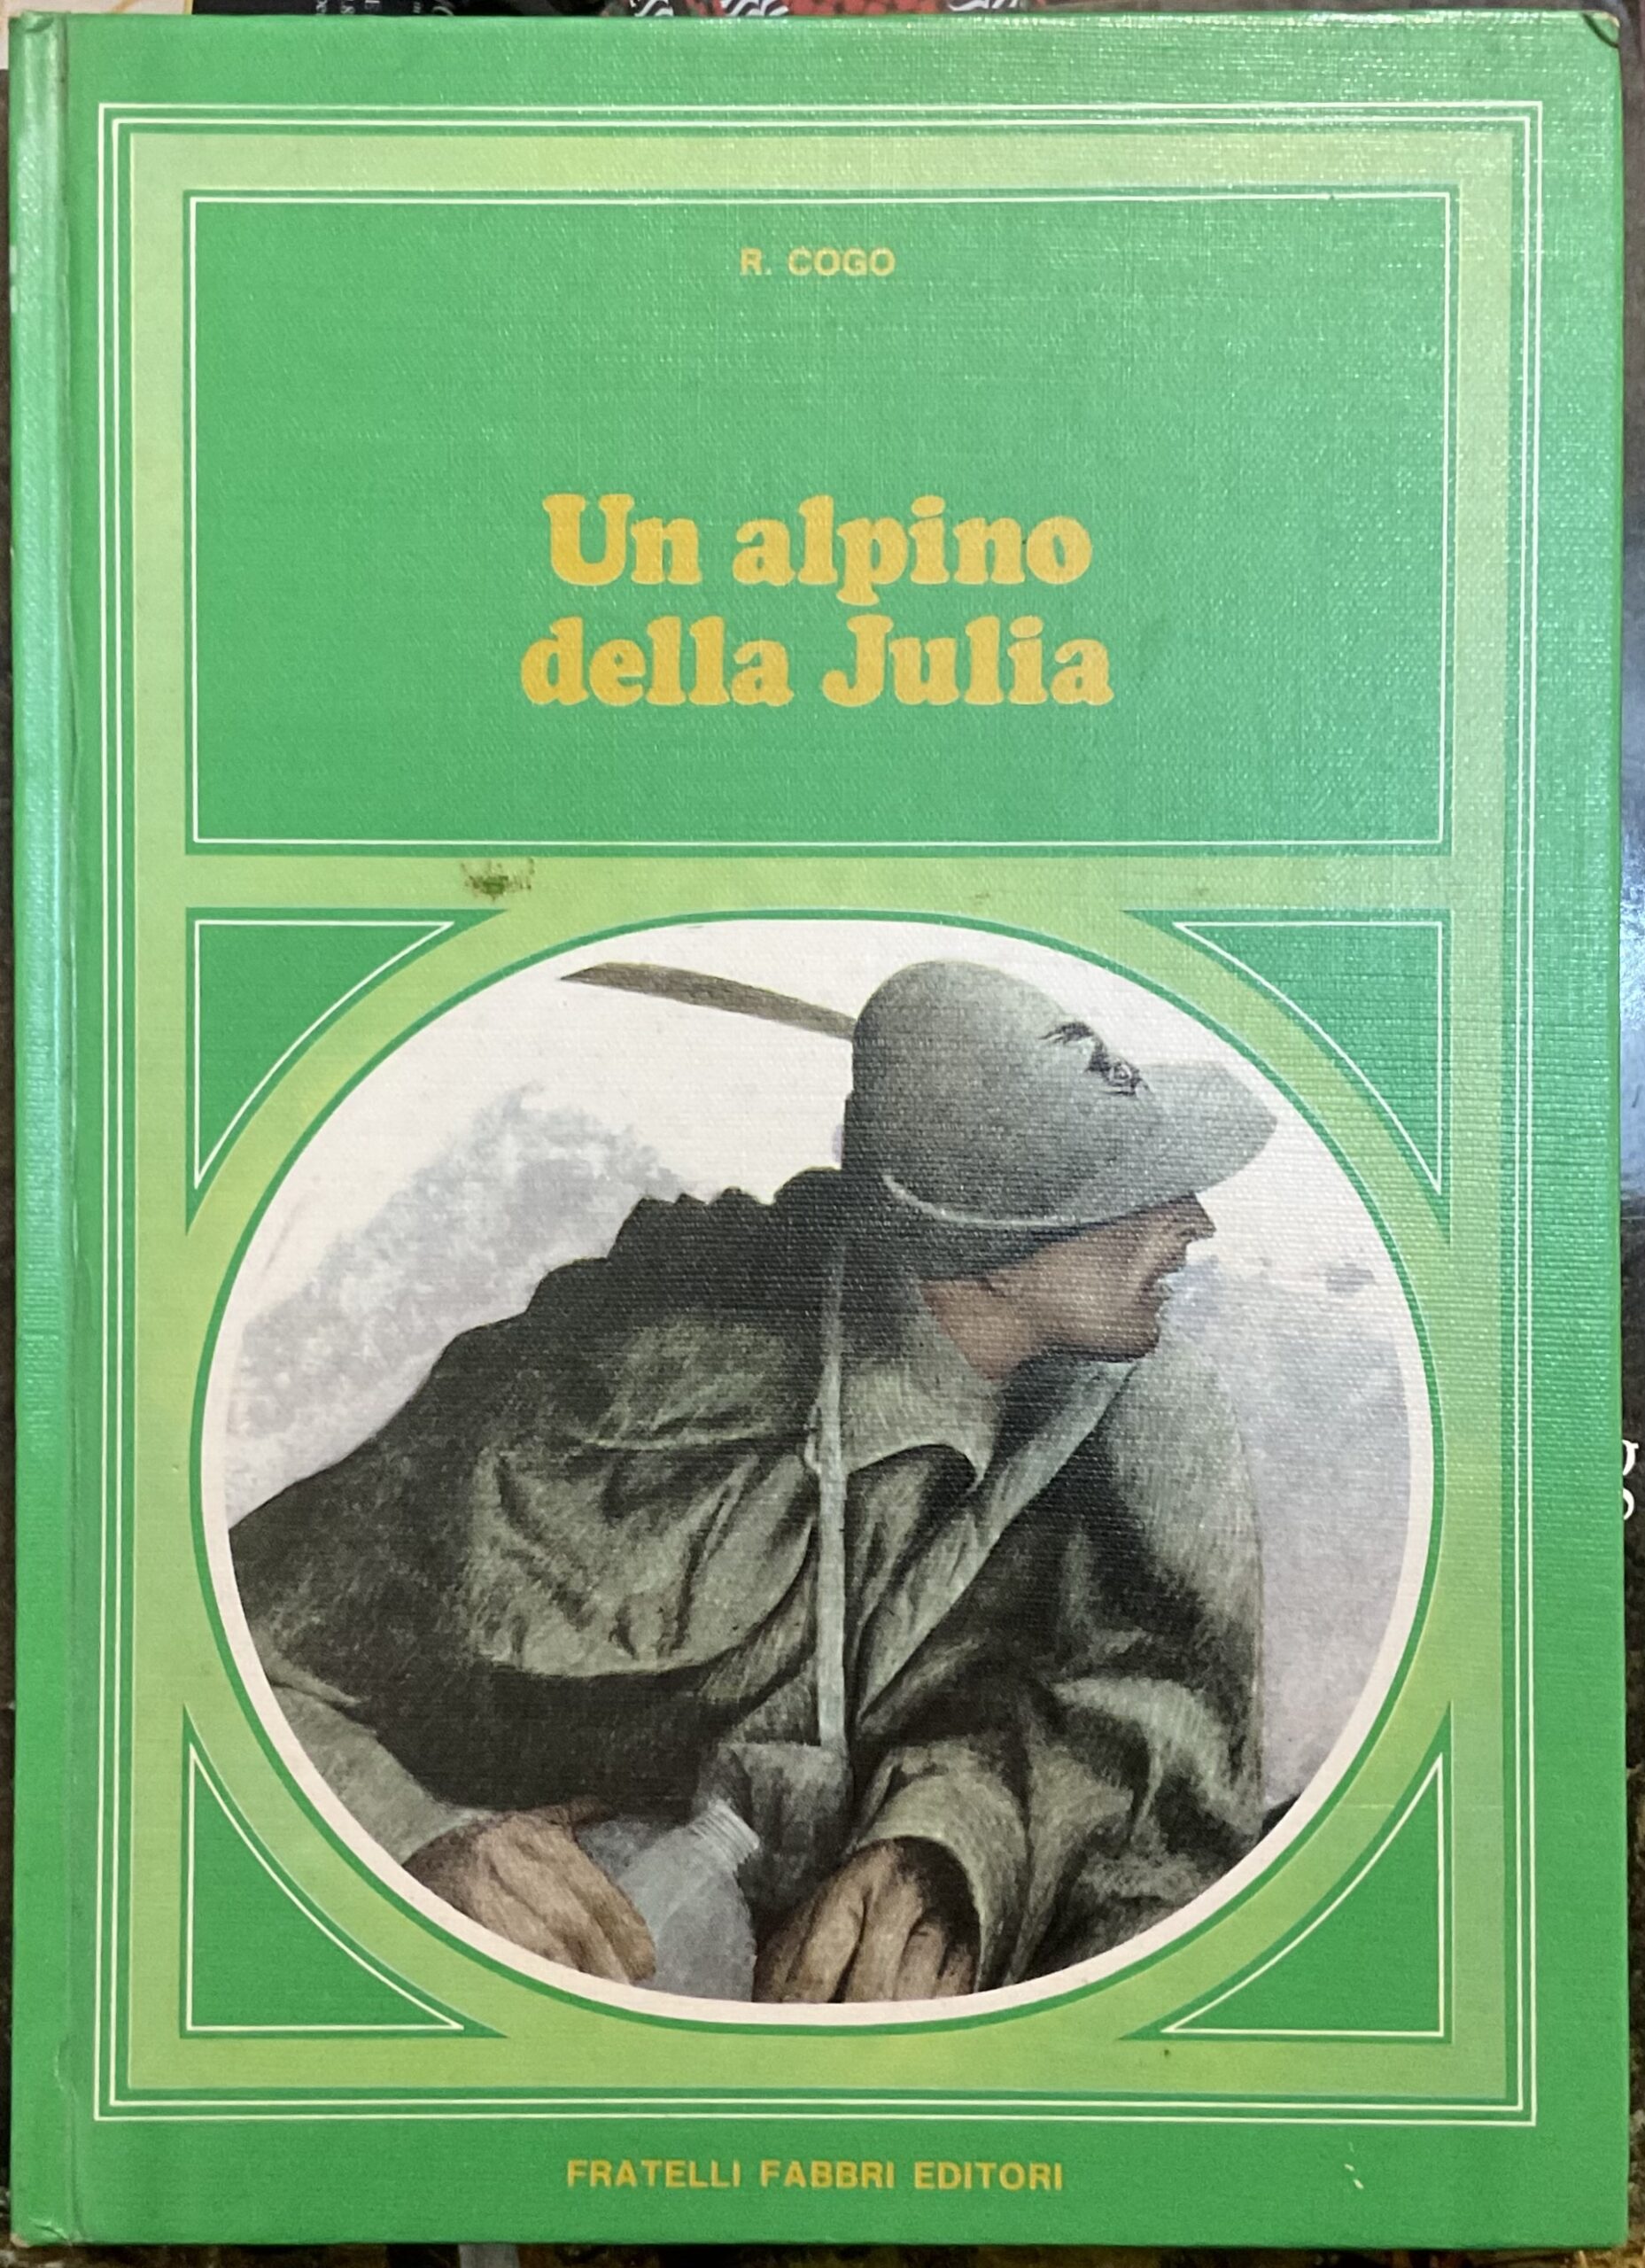 R. COGO
Un alpino
della Julia
FRATELLI FABBRI EDITORI